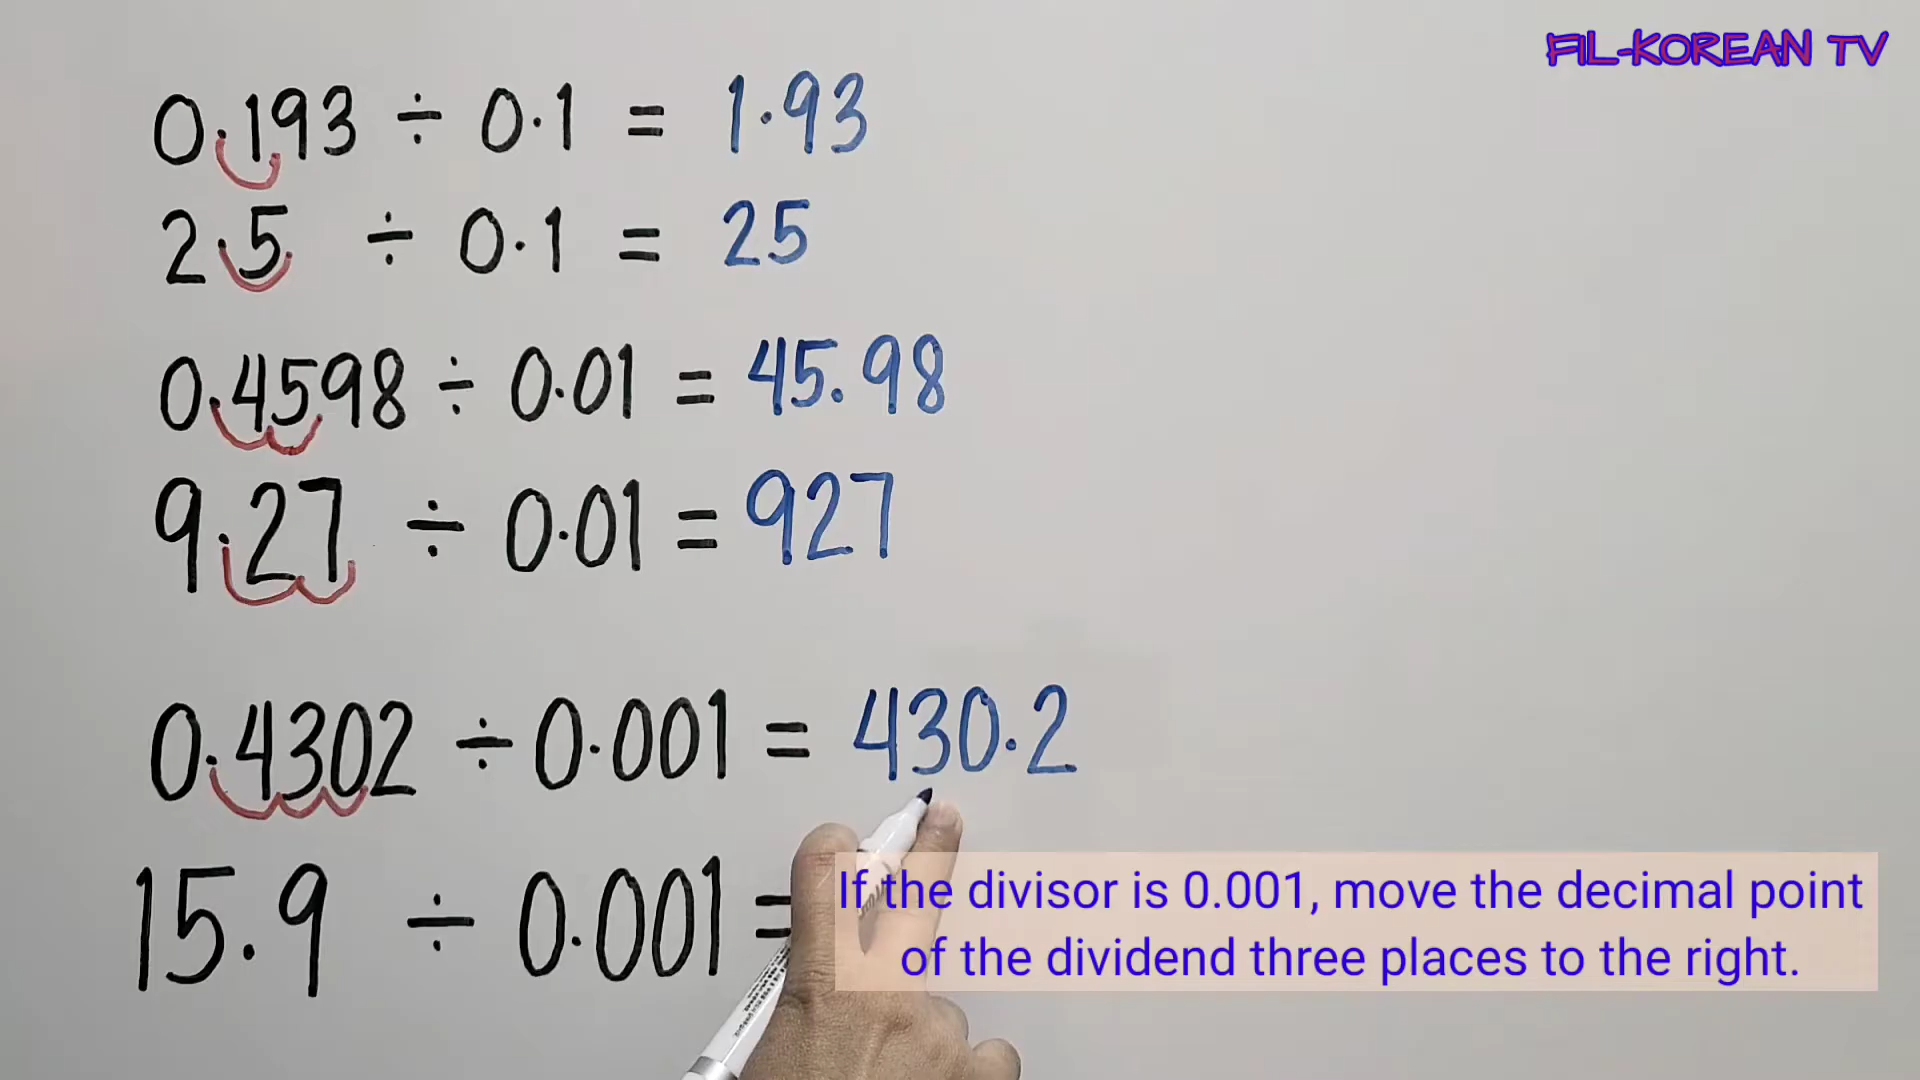 FIL-KOREAN TV
0.193 ÷ 0.1 = 1.93
2.5 ÷ 0.1 = 25
0.4598 ÷ 0.01 = 45.98
9.27 ÷ 0.01 = 927
0.4302 ÷ 0.001 = 430.2
15.9 ÷ 0.001 =
If the divisor is 0.001, move the decimal point
of the dividend three places to the right.